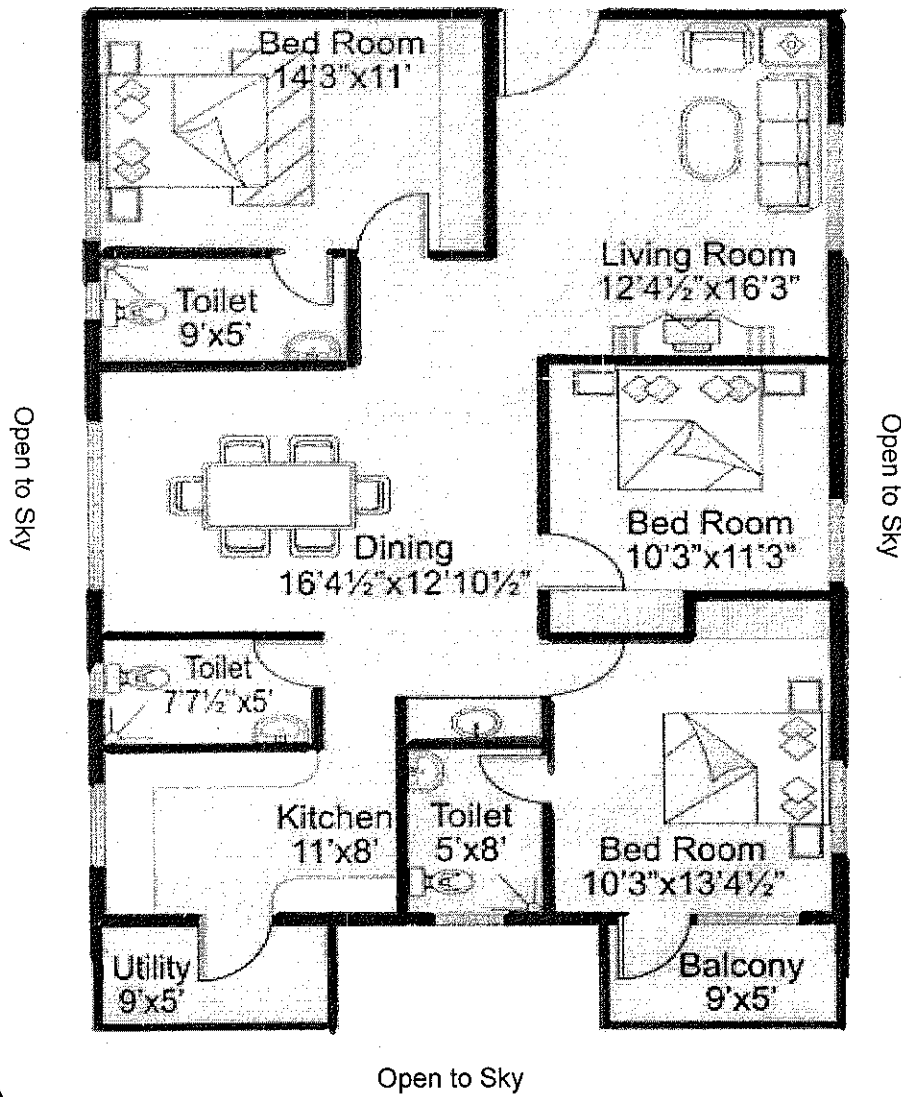 Bed Room
14'3"x11'
Living Room
12'4½"x16'3"
Toilet
9'x5'
Open to Sky
Open to Sky
Bed Room
10'3"x11'3"
Dining
16'4½"x12'10½"
Toilet
7'7½"x5'
Kitchen
11'x8'
Toilet
5'x8'
Bed Room
10'3"x13'4½"
Utility
9'x5'
Balcony
9'x5'
Open to Sky